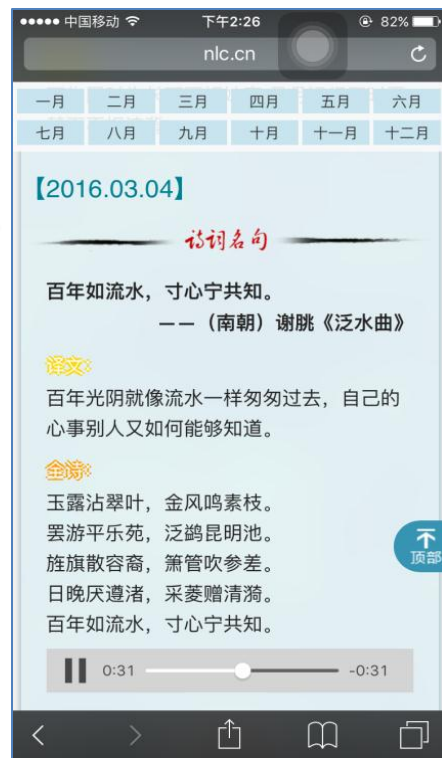 中国移动 下午2:26 82%
nlc.cn
一月 二月 三月 四月 五月 六月
七月 八月 九月 十月 十一月 十二月
【2016.03.04】
诗词名句
百年如流水，寸心宁共知。
——（南朝）谢朓《泛水曲》
译文:
百年光阴就像流水一样匆匆过去，自己的
心事别人又如何能够知道。
全诗:
玉露沾翠叶，金风鸣素枝。
罢游平乐苑，泛鹢昆明池。
旌旗散容裔，箫管吹参差。
日晚厌遵渚，采菱赠清漪。
百年如流水，寸心宁共知。
顶部
0:31 -0:31